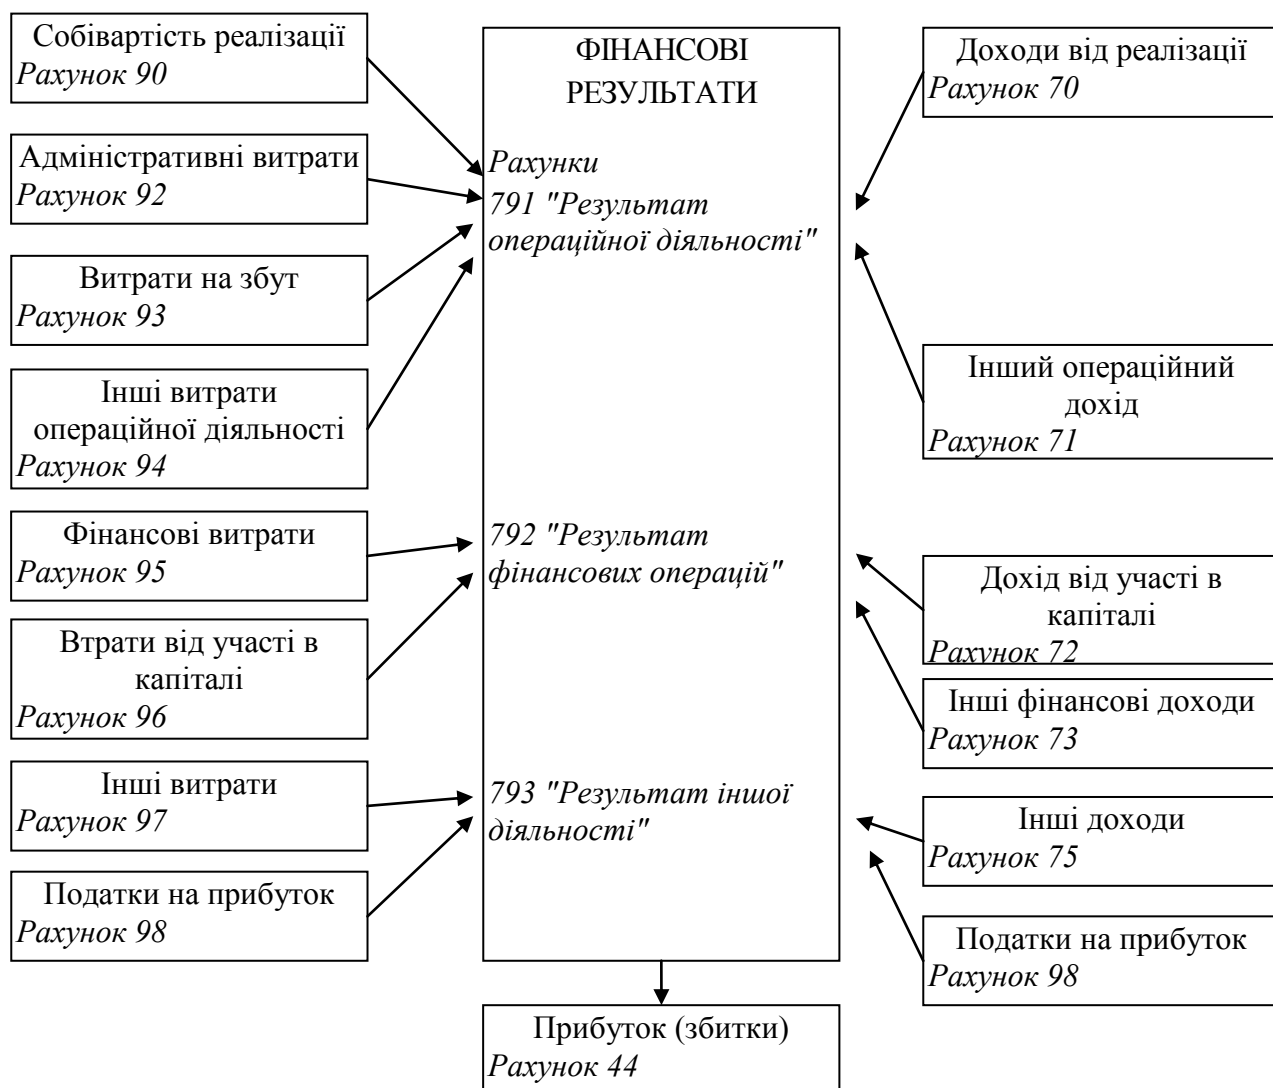 Собівартість реалізації
Рахунок 90
Адміністративні витрати
Рахунок 92
Витрати на збут
Рахунок 93
Інші витрати
операційної діяльності
Рахунок 94
Фінансові витрати
Рахунок 95
Втрати від участі в
капіталі
Рахунок 96
Інші витрати
Рахунок 97
Податки на прибуток
Рахунок 98
ФІНАНСОВІ
РЕЗУЛЬТАТИ
Рахунки
791 "Результат
операційної діяльності"
792 "Результат
фінансових операцій"
793 "Результат іншої
діяльності"
Доходи від реалізації
Рахунок 70
Інший операційний
дохід
Рахунок 71
Дохід від участі в
капіталі
Рахунок 72
Інші фінансові доходи
Рахунок 73
Інші доходи
Рахунок 75
Податки на прибуток
Рахунок 98
Прибуток (збитки)
Рахунок 44